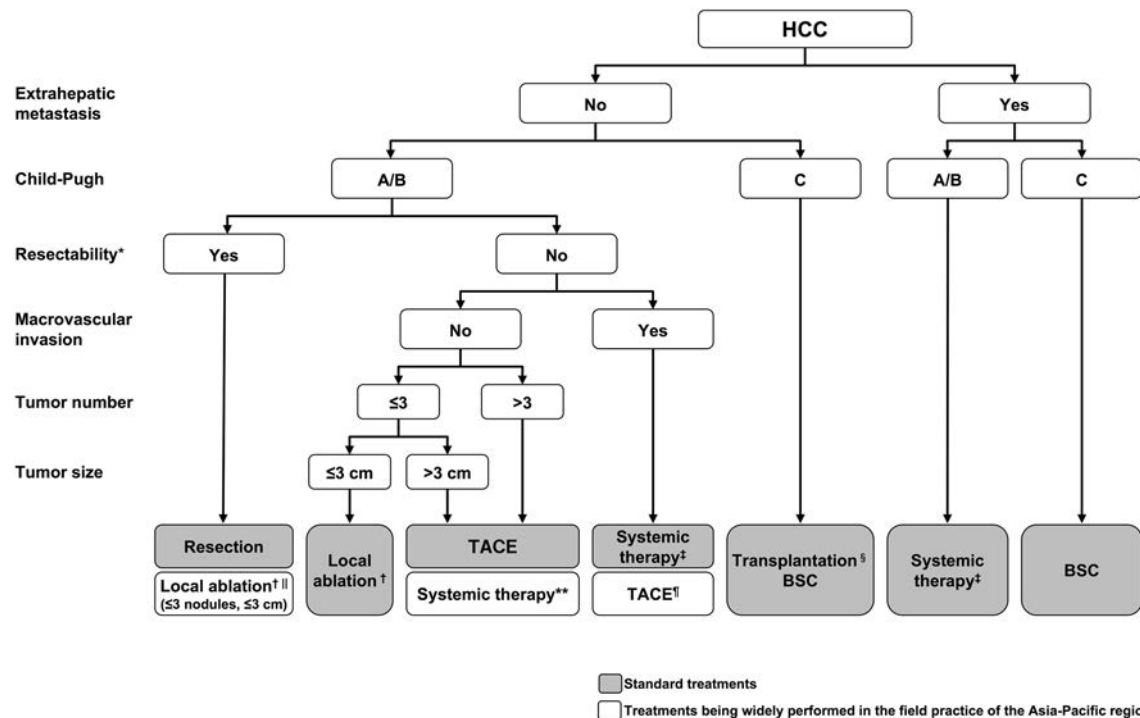 HCC
Extrahepatic
metastasis
No
Yes
Child-Pugh
A/B
C
A/B
C
Resectability*
Yes
No
Macrovascular
invasion
No
Yes
Tumor number
≤3
>3
Tumor size
≤3 cm
>3 cm
Resection
Local ablation† ||
(≤3 nodules, ≤3 cm)
Local
ablation †
TACE
Systemic therapy**
Systemic
therapy‡
TACE¶
Transplantation §
BSC
Systemic
therapy‡
BSC
Standard treatments
Treatments being widely performed in the field practice of the Asia-Pacific regio